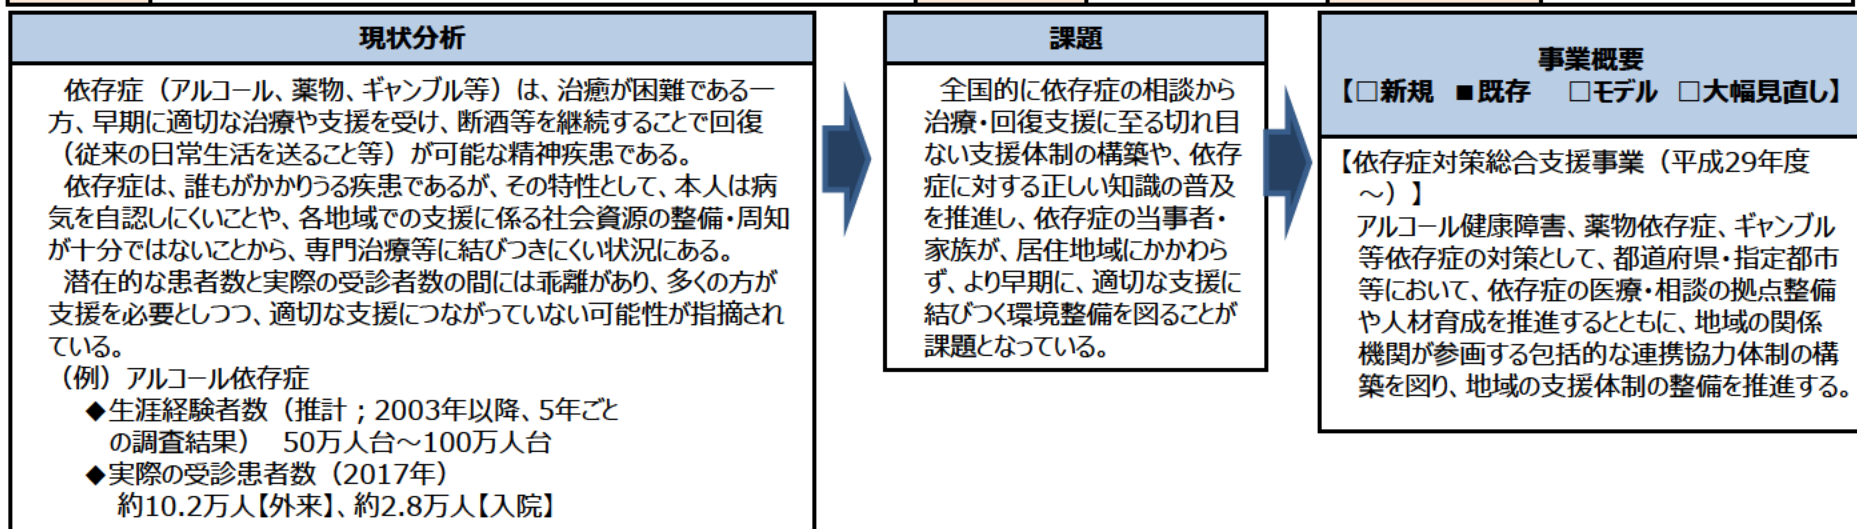 現状分析
依存症（アルコール、薬物、ギャンブル等）は、治癒が困難である一
方、早期に適切な治療や支援を受け、断酒等を継続することで回復
（従来の日常生活を送ること等）が可能な精神疾患である。
依存症は、誰もがかかりうる疾患であるが、その特性として、本人は病
気を自認しにくいことや、各地域での支援に係る社会資源の整備・周知
が十分ではないことから、専門治療等に結びつきにくい状況にある。
潜在的な患者数と実際の受診者数の間には乖離があり、多くの方が
支援を必要としつつ、適切な支援につながっていない可能性が指摘され
ている。
（例）アルコール依存症
◆生涯経験者数（推計；2003年以降、5年ごと
の調査結果） 50万人台～100万人台
◆実際の受診患者数（2017年）
約10.2万人【外来】、約2.8万人【入院】
課題
全国的に依存症の相談から
治療・回復支援に至る切れ目
ない支援体制の構築や、依存
症に対する正しい知識の普及
を推進し、依存症の当事者・
家族が、居住地域にかかわら
ず、より早期に、適切な支援に
結びつく環境整備を図ることが
課題となっている。
事業概要
【□新規 ■既存 □モデル □大幅見直し】
【依存症対策総合支援事業（平成29年度
～）】
アルコール健康障害、薬物依存症、ギャンブル
等依存症の対策として、都道府県・指定都市
等において、依存症の医療・相談の拠点整備
や人材育成を推進するとともに、地域の関係
機関が参画する包括的な連携協力体制の構
築を図り、地域の支援体制の整備を推進する。